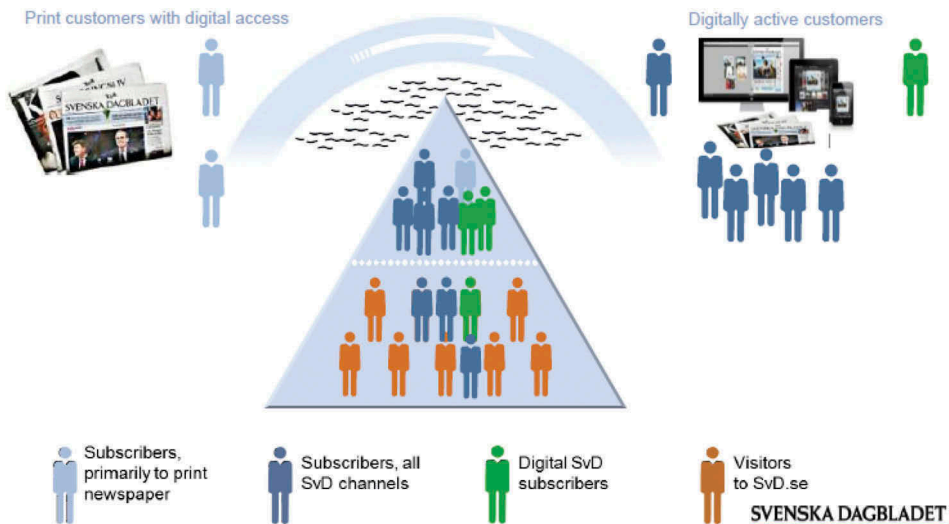 Print customers with digital access
Digitally active customers
SVENSKA DAGBLADET
Subscribers,
primarily to print
newspaper
Subscribers, all
SvD channels
Digital SvD
subscribers
Visitors
to SvD.se
SVENSKA DAGBLADET